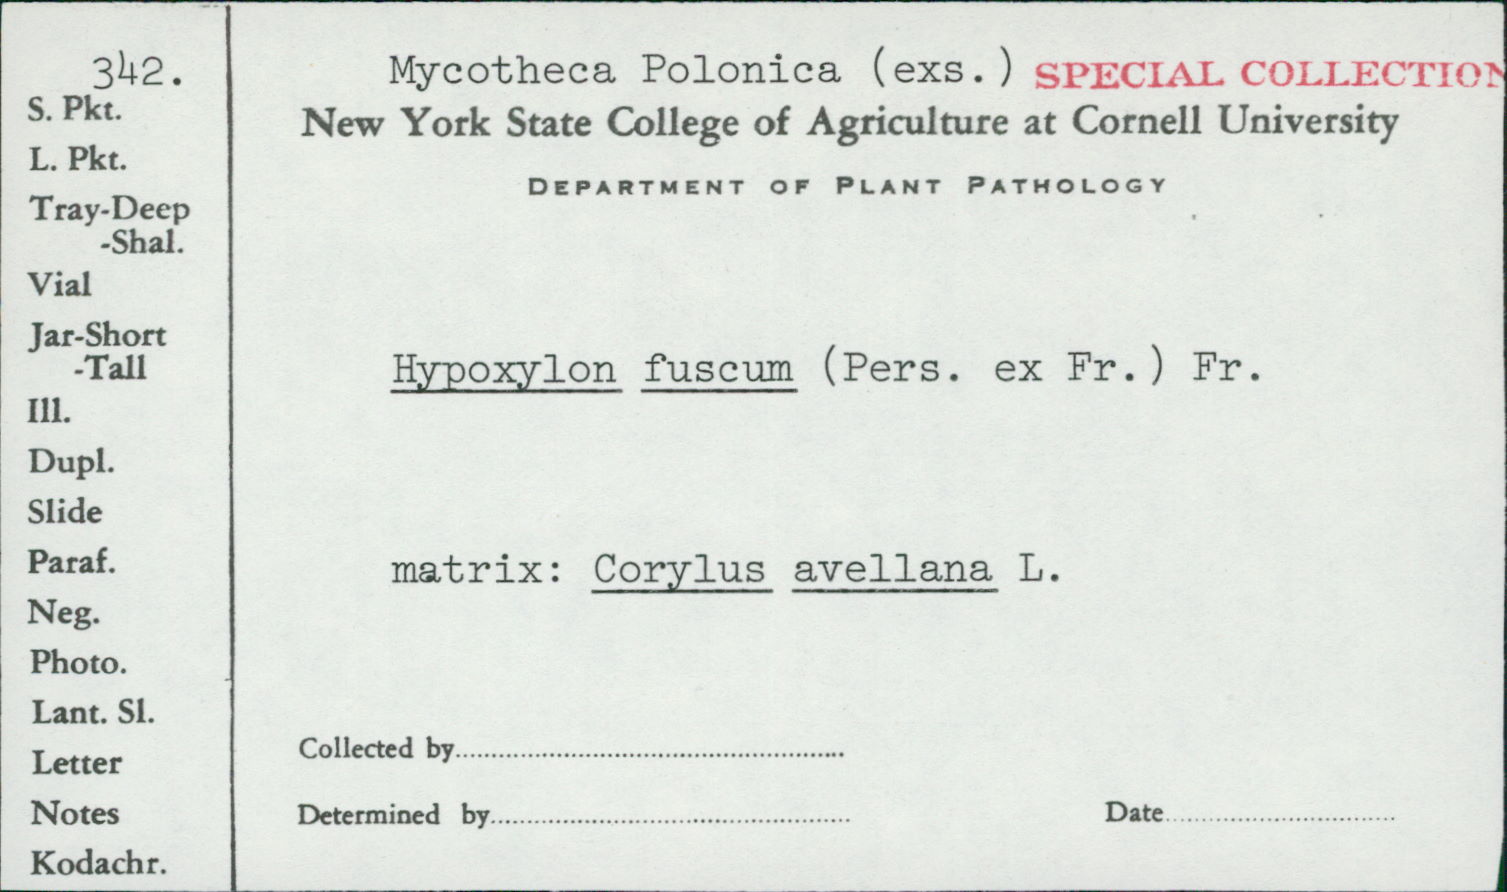 342.
Mycotheca Polonica (exs.) SPECIAL COLLECTION
New York State College of Agriculture at Cornell University
DEPARTMENT OF PLANT PATHOLOGY
S. Pkt.
L. Pkt.
Tray-Deep
-Shal.
Vial
Jar-Short
-Tall
Ill.
Dupl.
Slide
Paraf.
Neg.
Photo.
Lant. Sl.
Letter
Notes
Kodachr.
Hypoxylon fuscum (Pers. ex Fr.) Fr.
matrix: Corylus avellana L.
Collected by
Determined by
Date